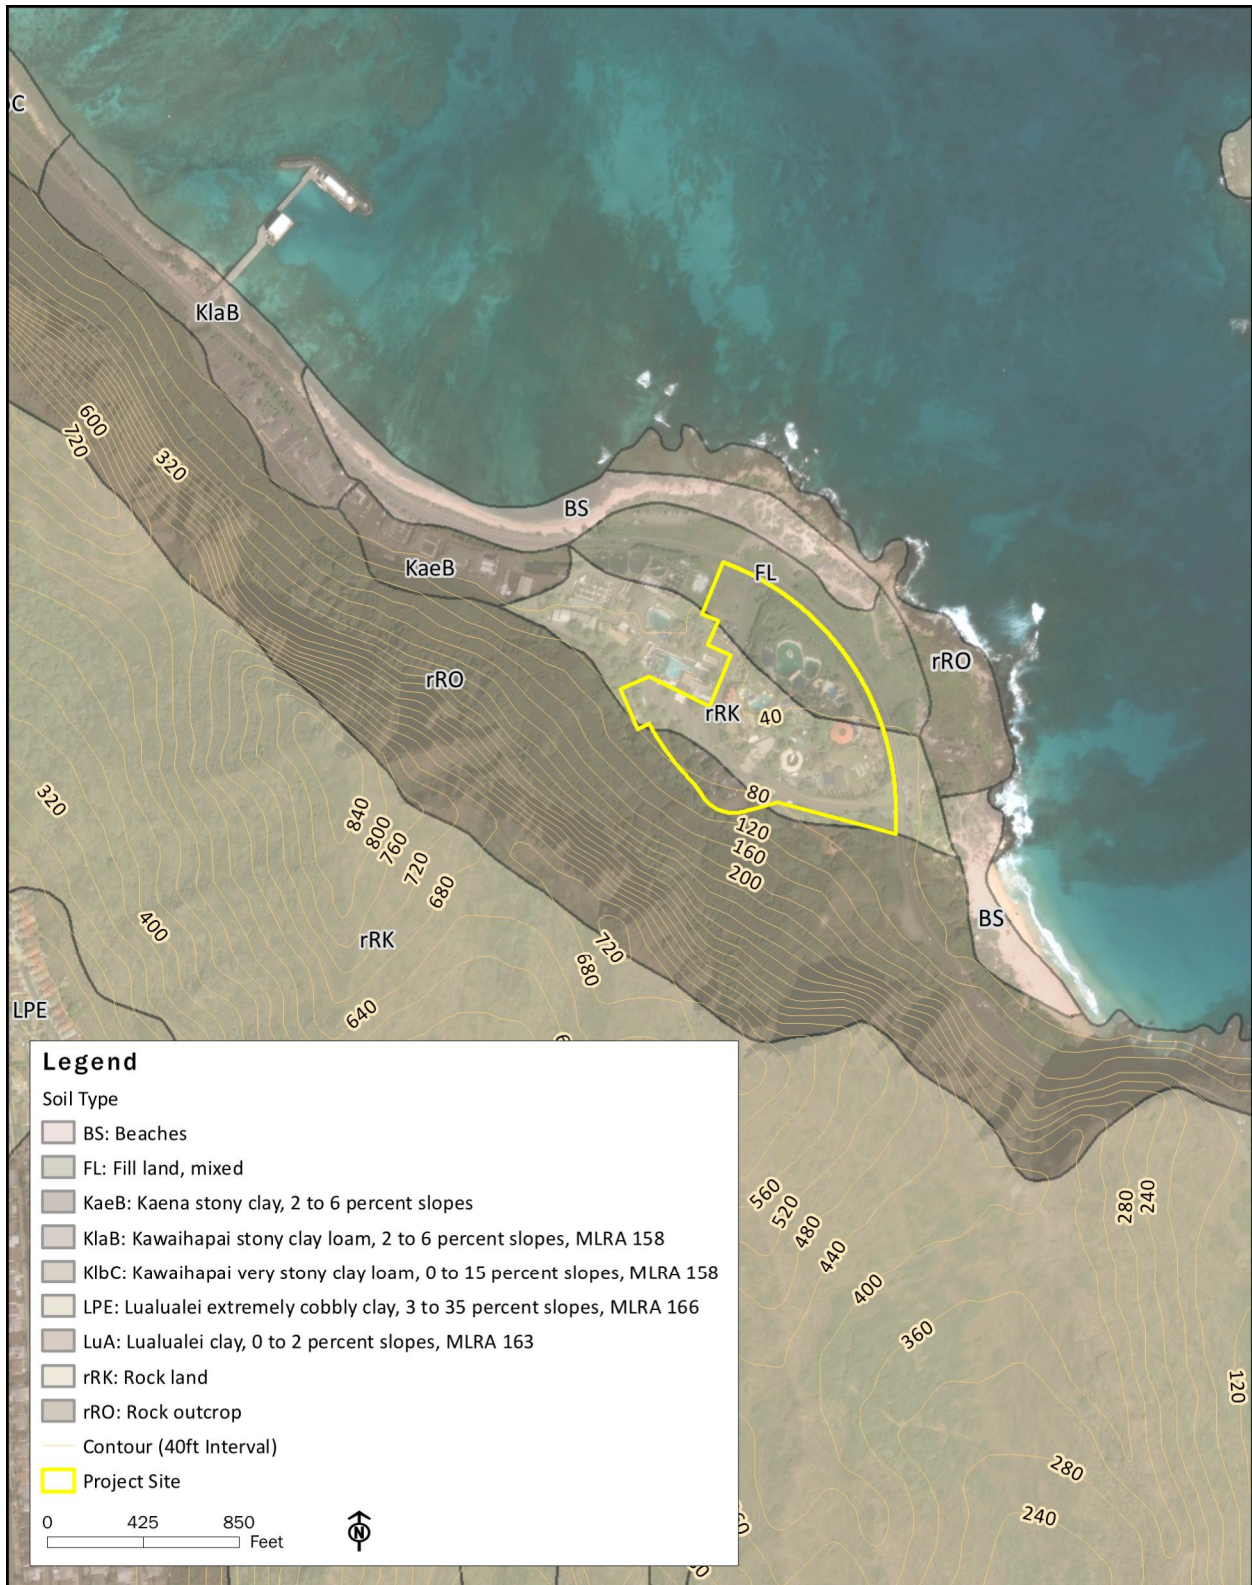 C
KlaB
600
720
320
BS
KaeB
FL
rRO
rRO
rRK
40
80
120
160
200
320
840
800
760
720
680
400
rRK
720
680
BS
LPE
640
Legend
Soil Type
BS: Beaches
FL: Fill land, mixed
KaeB: Kaena stony clay, 2 to 6 percent slopes
KlaB: Kawaihapai stony clay loam, 2 to 6 percent slopes, MLRA 158
KlbC: Kawaihapai very stony clay loam, 0 to 15 percent slopes, MLRA 158
LPE: Lualualei extremely cobbly clay, 3 to 35 percent slopes, MLRA 166
LuA: Lualualei clay, 0 to 2 percent slopes, MLRA 163
rRK: Rock land
rRO: Rock outcrop
Contour (40ft Interval)
Project Site
0 425 850
Feet
N
560
520
480
440
400
360
280
240
120
280
240